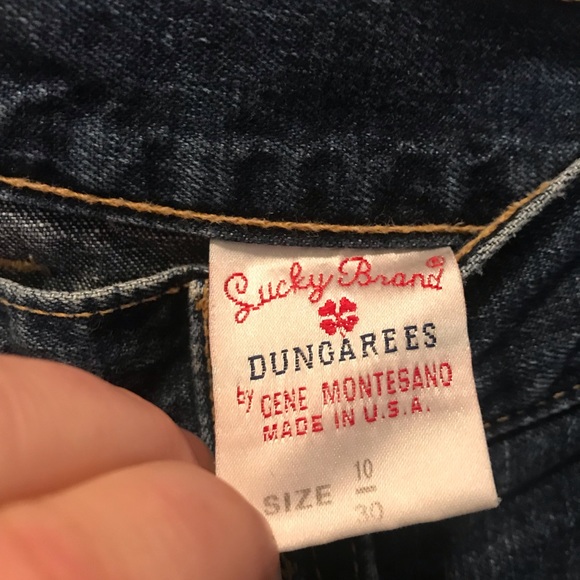 Lucky Brand®
DUNGAREES
by GENE MONTESANO
MADE IN U.S.A.
SIZE 10
30